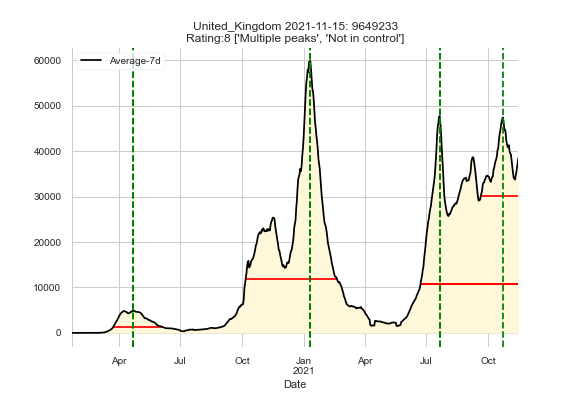 United_Kingdom 2021-11-15: 9649233
Rating:8 ['Multiple peaks', 'Not in control']
Average-7d
60000
50000
40000
30000
20000
10000
0
Apr
Jul
Oct
Jan
2021
Apr
Jul
Oct
Date